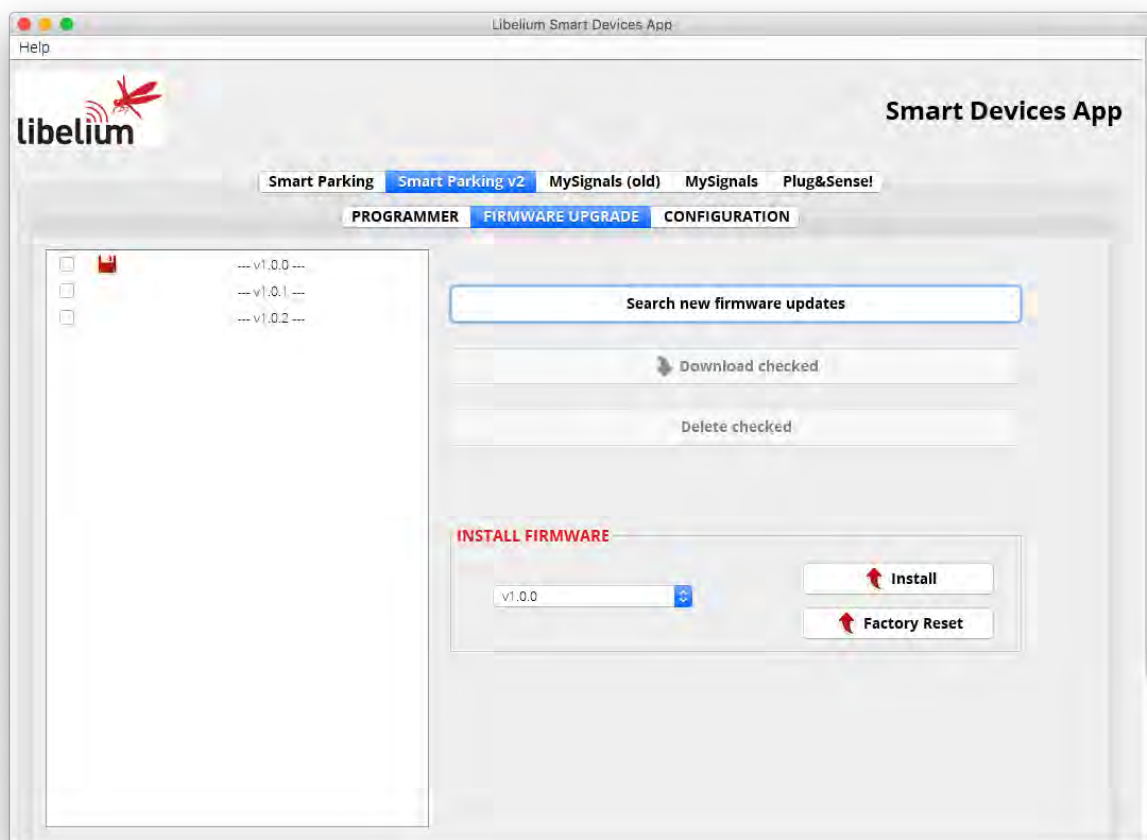 Libelium Smart Devices App
Help
libelium
Smart Devices App
Smart Parking Smart Parking v2 MySignals (old) MySignals Plug&Sense!
PROGRAMMER FIRMWARE UPGRADE CONFIGURATION
--- v1.0.0 ---
--- v1.0.1 ---
--- v1.0.2 ---
Search new firmware updates
Download checked
Delete checked
INSTALL FIRMWARE
v1.0.0
Install
Factory Reset